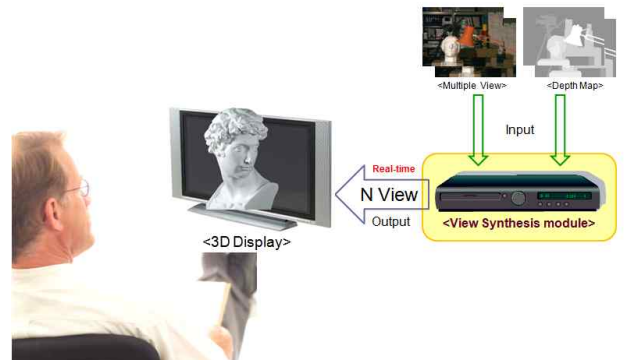 <Multiple View>
<Depth Map>
Input
Real-time
N View
Output
<View Synthesis module>
<3D Display>